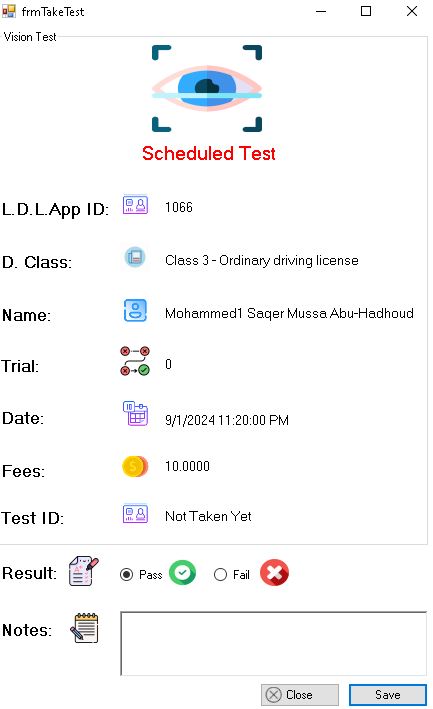 frmTakeTest
Vision Test
Scheduled Test
L.D.L.App ID: 1066
D. Class: Class 3 - Ordinary driving license
Name: Mohammed1 Saqer Mussa Abu-Hadhoud
Trial: 0
Date: 9/1/2024 11:20:00 PM
Fees: 10.0000
Test ID: Not Taken Yet
Result: Pass Fail
Notes:
Close Save